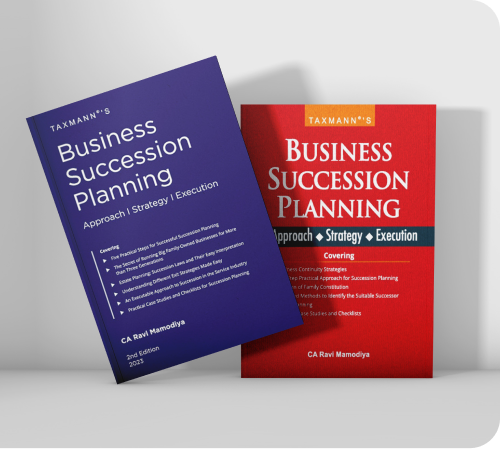 TAXMANN®'S
Business
Succession
Planning
Approach | Strategy | Execution
Covering
Five Practical Steps for Successful Succession Planning
The Secret of Running Big Family Owned Businesses for More
than Three Generations
Estate Planning: Succession Laws and Their Easy Interpretation
Understanding Different Exit Strategies Made Easy
An Executable Approach to Succession in the Service Industry
Practical Case Studies and Checklists for Succession Planning
CA Ravi Mamodiya
2nd Edition
2023
TAXMANN®'S
BUSINESS
SUCCESSION
PLANNING
Approach ◆ Strategy ◆ Execution
Covering
Continuity Strategies
Practical Approach for Succession Planning
of Family Constitution
Methods to Identify the Suitable Successor
Studies and Checklists
CA Ravi Mamodiya